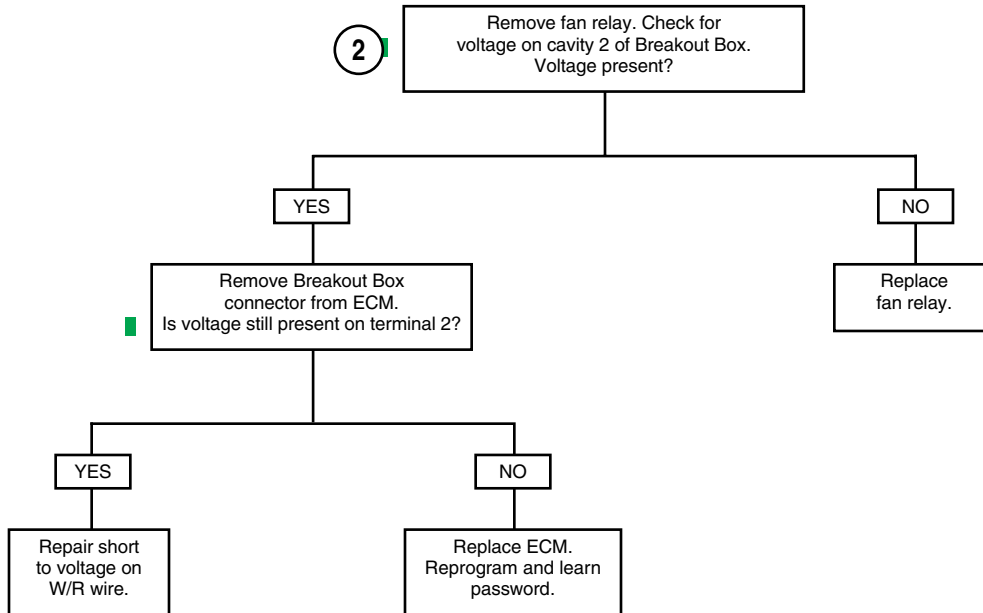 2
Remove fan relay. Check for
voltage on cavity 2 of Breakout Box.
Voltage present?
YES
NO
Remove Breakout Box
connector from ECM.
Is voltage still present on terminal 2?
Replace
fan relay.
YES
NO
Repair short
to voltage on
W/R wire.
Replace ECM.
Reprogram and learn
password.